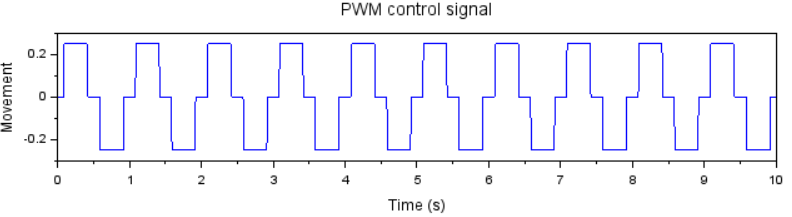 PWM control signal
Movement
0.2
0
-0.2
0 1 2 3 4 5 6 7 8 9 10
Time (s)